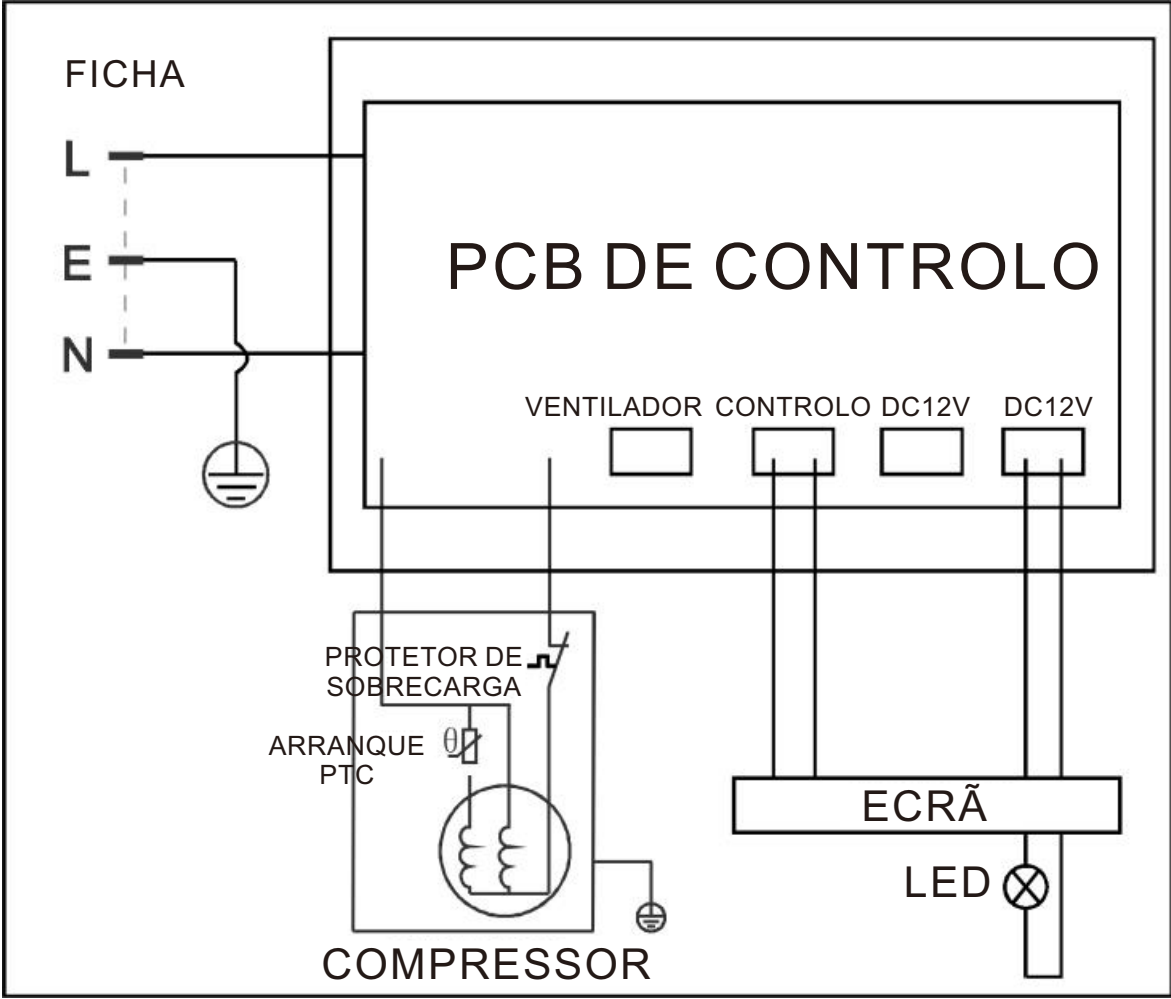 FICHA
L
E
N
PCB DE CONTROLO
VENTILADOR CONTROLO DC12V DC12V
PROTETOR DE
SOBRECARGA
ARRANQUE θ
PTC
ECRÃ
LED
COMPRESSOR